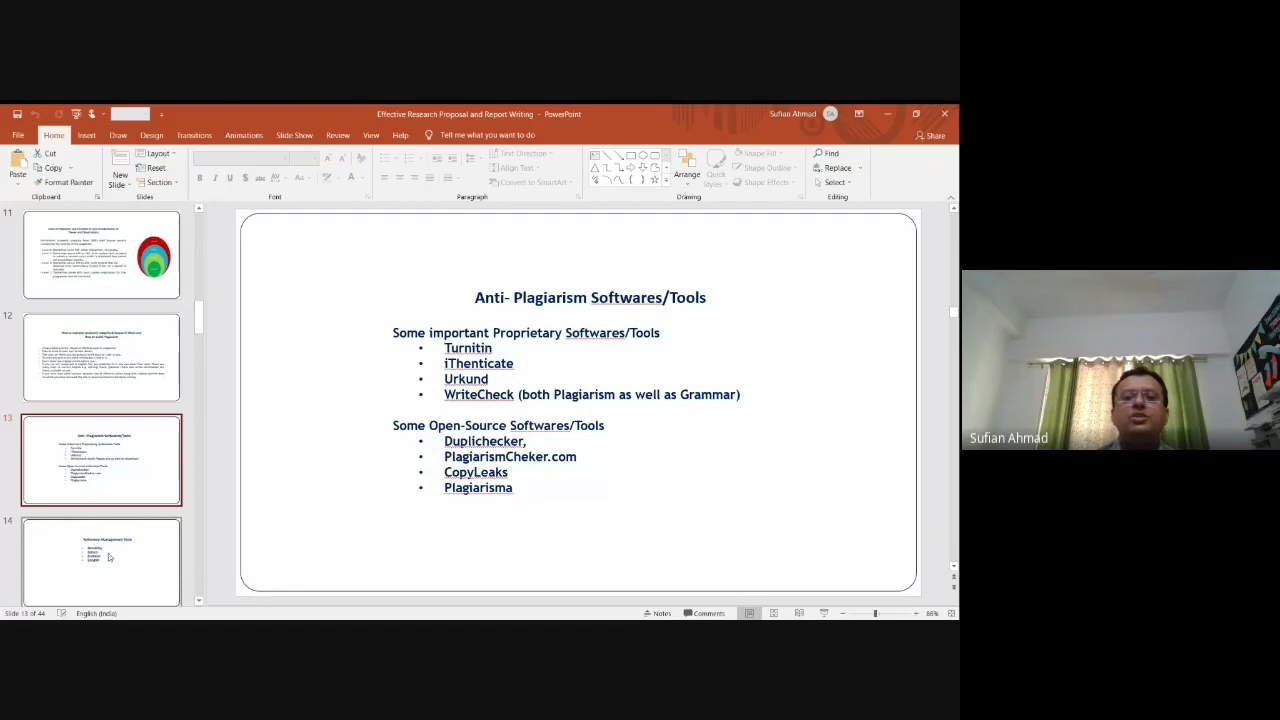 Effective Research Proposal and Report Writing - PowerPoint
Sufian Ahmad
SA
File Home Insert Draw Design Transitions Animations Slide Show Review View Help Tell me what you want to do
Share
Paste
Cut
Copy
Format Painter
Clipboard
New
Slide
Layout
Reset
Section
Slides
Font
Text Direction
Align Text
Convert to SmartArt
Paragraph
Arrange
Quick
Styles
Shape Fill
Shape Outline
Shape Effects
Drawing
Find
Replace
Select
Editing
11
12
13
14
Reference Management Tools
Anti- Plagiarism Softwares/Tools
Some important Proprietary Softwares/Tools
• Turnitin
• iThenticate
• Urkund
• WriteCheck (both Plagiarism as well as Grammar)
Some Open-Source Softwares/Tools
• Duplichecker,
• PlagiarismCheker.com
• CopyLeaks
• Plagiarisma
Sufian Ahmad
Slide 13 of 44
English (India)
Notes
Comments
86%